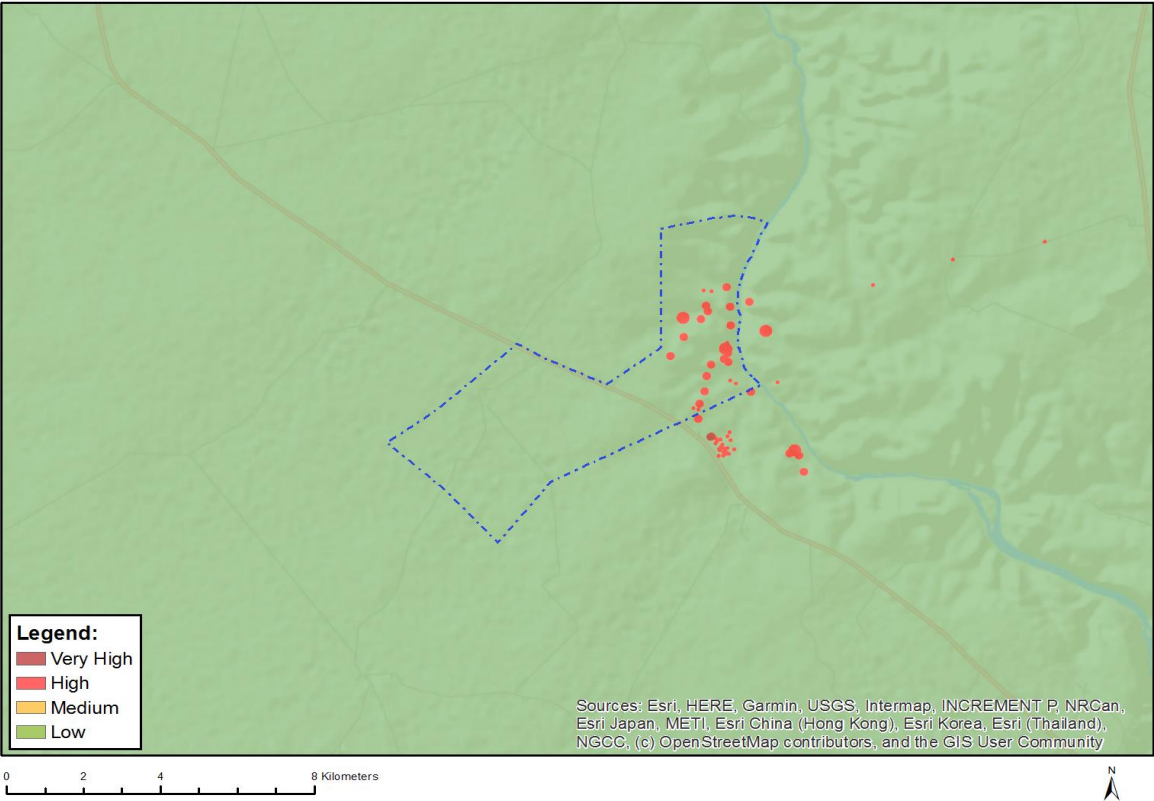 Legend:
Very High
High
Medium
Low
Sources: Esri, HERE, Garmin, USGS, Intermap, INCREMENT P, NRCan,
Esri Japan, METI, Esri China (Hong Kong), Esri Korea, Esri (Thailand),
NGCC, (c) OpenStreetMap contributors, and the GIS User Community
0 2 4 8 Kilometers
N